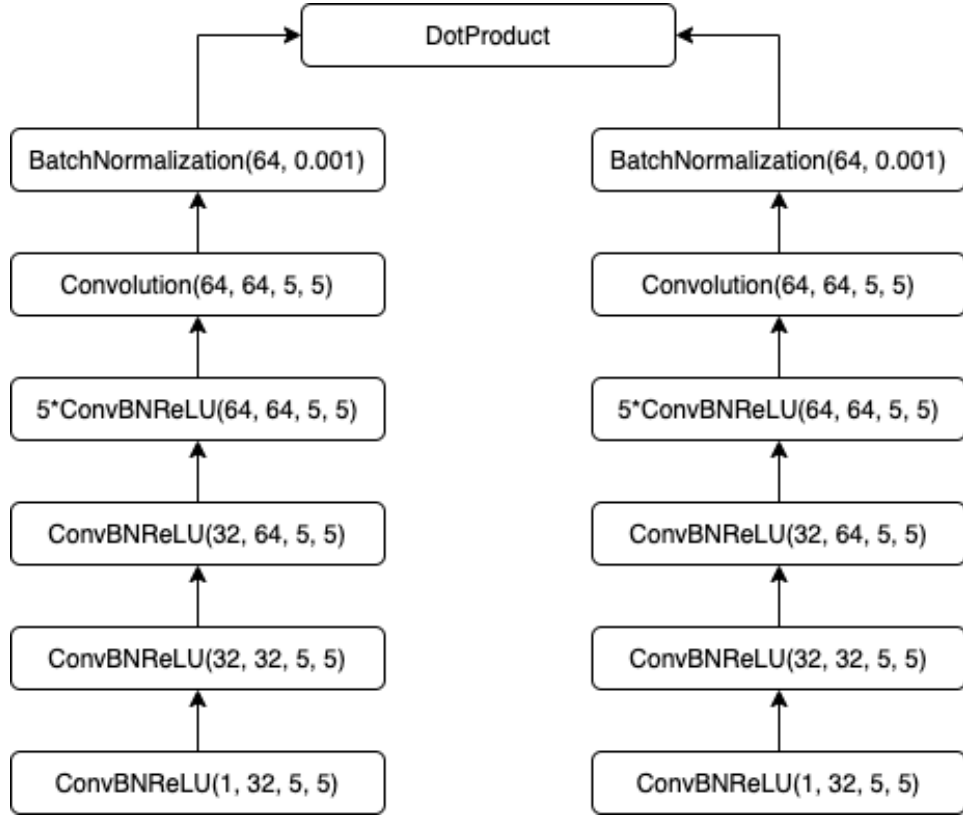 DotProduct
BatchNormalization(64, 0.001)
BatchNormalization(64, 0.001)
Convolution(64, 64, 5, 5)
Convolution(64, 64, 5, 5)
5*ConvBNReLU(64, 64, 5, 5)
5*ConvBNReLU(64, 64, 5, 5)
ConvBNReLU(32, 64, 5, 5)
ConvBNReLU(32, 64, 5, 5)
ConvBNReLU(32, 32, 5, 5)
ConvBNReLU(32, 32, 5, 5)
ConvBNReLU(1, 32, 5, 5)
ConvBNReLU(1, 32, 5, 5)